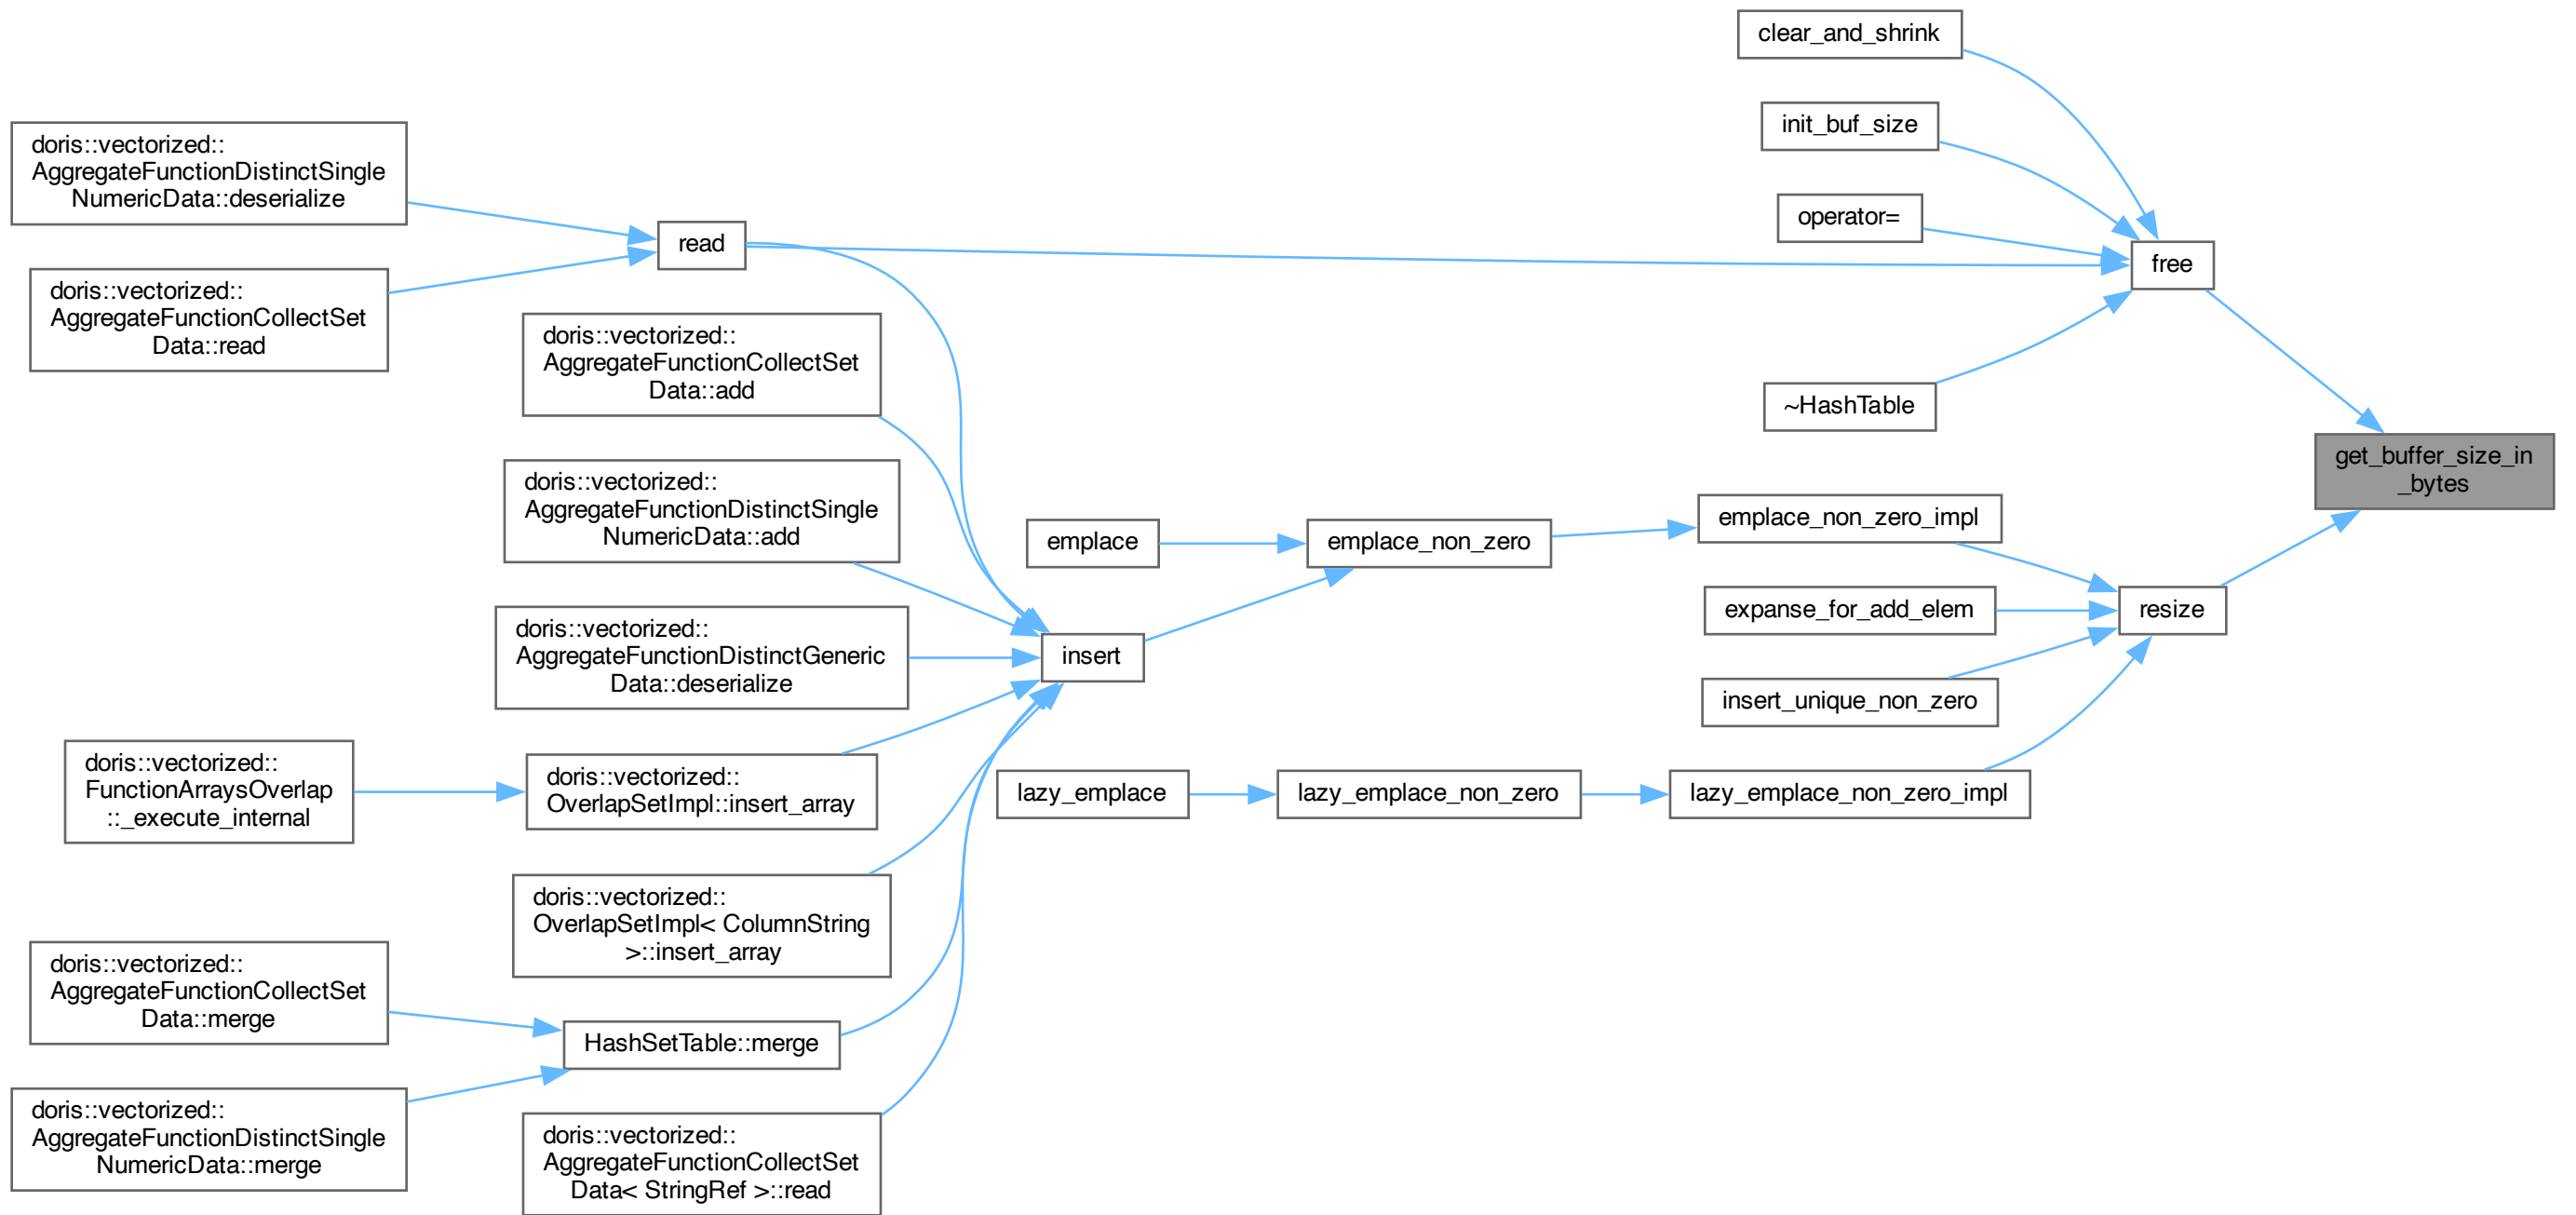 clear_and_shrink
init_buf_size
operator=
free
~HashTable
get_buffer_size_in
_bytes
doris::vectorized::
AggregateFunctionDistinctSingle
NumericData::deserialize
read
doris::vectorized::
AggregateFunctionCollectSet
Data::read
doris::vectorized::
AggregateFunctionCollectSet
Data::add
doris::vectorized::
AggregateFunctionDistinctSingle
NumericData::add
emplace
emplace_non_zero
emplace_non_zero_impl
expanse_for_add_elem
resize
insert_unique_non_zero
doris::vectorized::
AggregateFunctionDistinctGeneric
Data::deserialize
insert
doris::vectorized::
FunctionArraysOverlap
::_execute_internal
doris::vectorized::
OverlapSetImpl::insert_array
lazy_emplace
lazy_emplace_non_zero
lazy_emplace_non_zero_impl
doris::vectorized::
OverlapSetImpl< ColumnString
>::insert_array
doris::vectorized::
AggregateFunctionCollectSet
Data::merge
HashSetTable::merge
doris::vectorized::
AggregateFunctionDistinctSingle
NumericData::merge
doris::vectorized::
AggregateFunctionCollectSet
Data< StringRef >::read